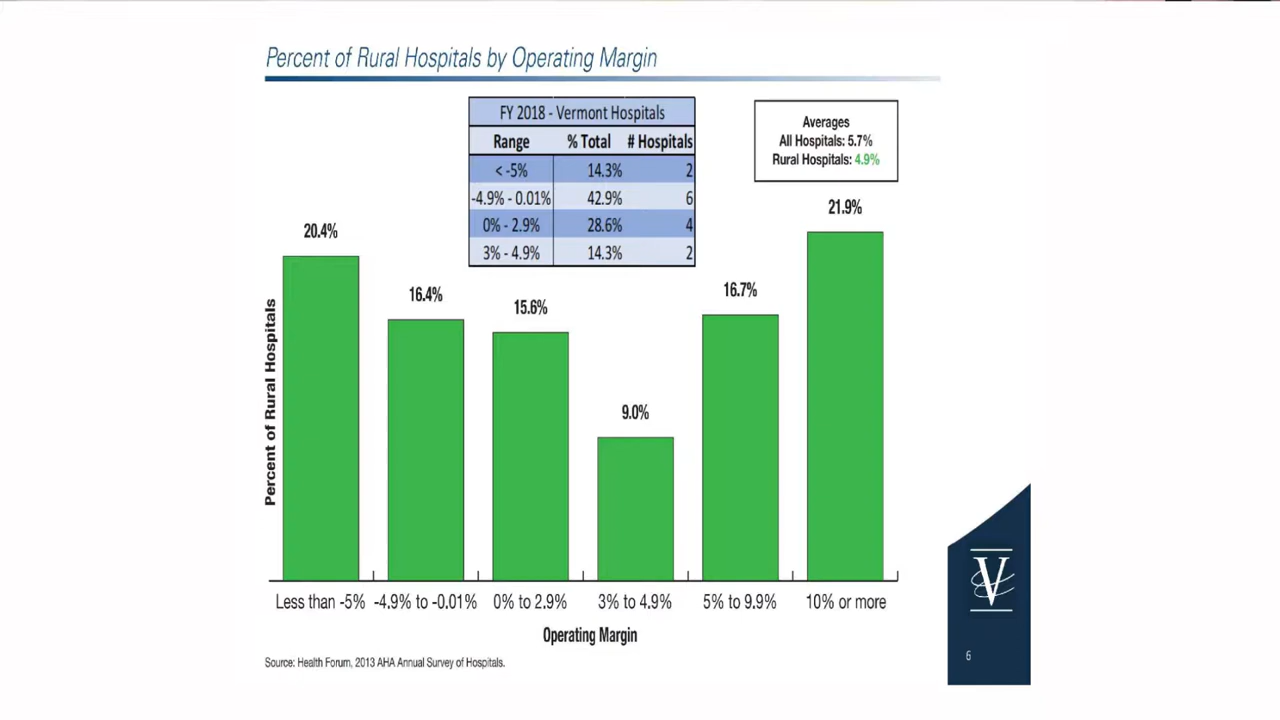 Percent of Rural Hospitals by Operating Margin
FY 2018 - Vermont Hospitals
Range % Total # Hospitals
< -5% 14.3% 2
-4.9% - 0.01% 42.9% 6
0% - 2.9% 28.6% 4
3% - 4.9% 14.3% 2
Averages
All Hospitals: 5.7%
Rural Hospitals: 4.9%
20.4%
16.4%
15.6%
9.0%
16.7%
21.9%
Percent of Rural Hospitals
Less than -5% -4.9% to -0.01% 0% to 2.9% 3% to 4.9% 5% to 9.9% 10% or more
Operating Margin
Source: Health Forum, 2013 AHA Annual Survey of Hospitals.
V
6